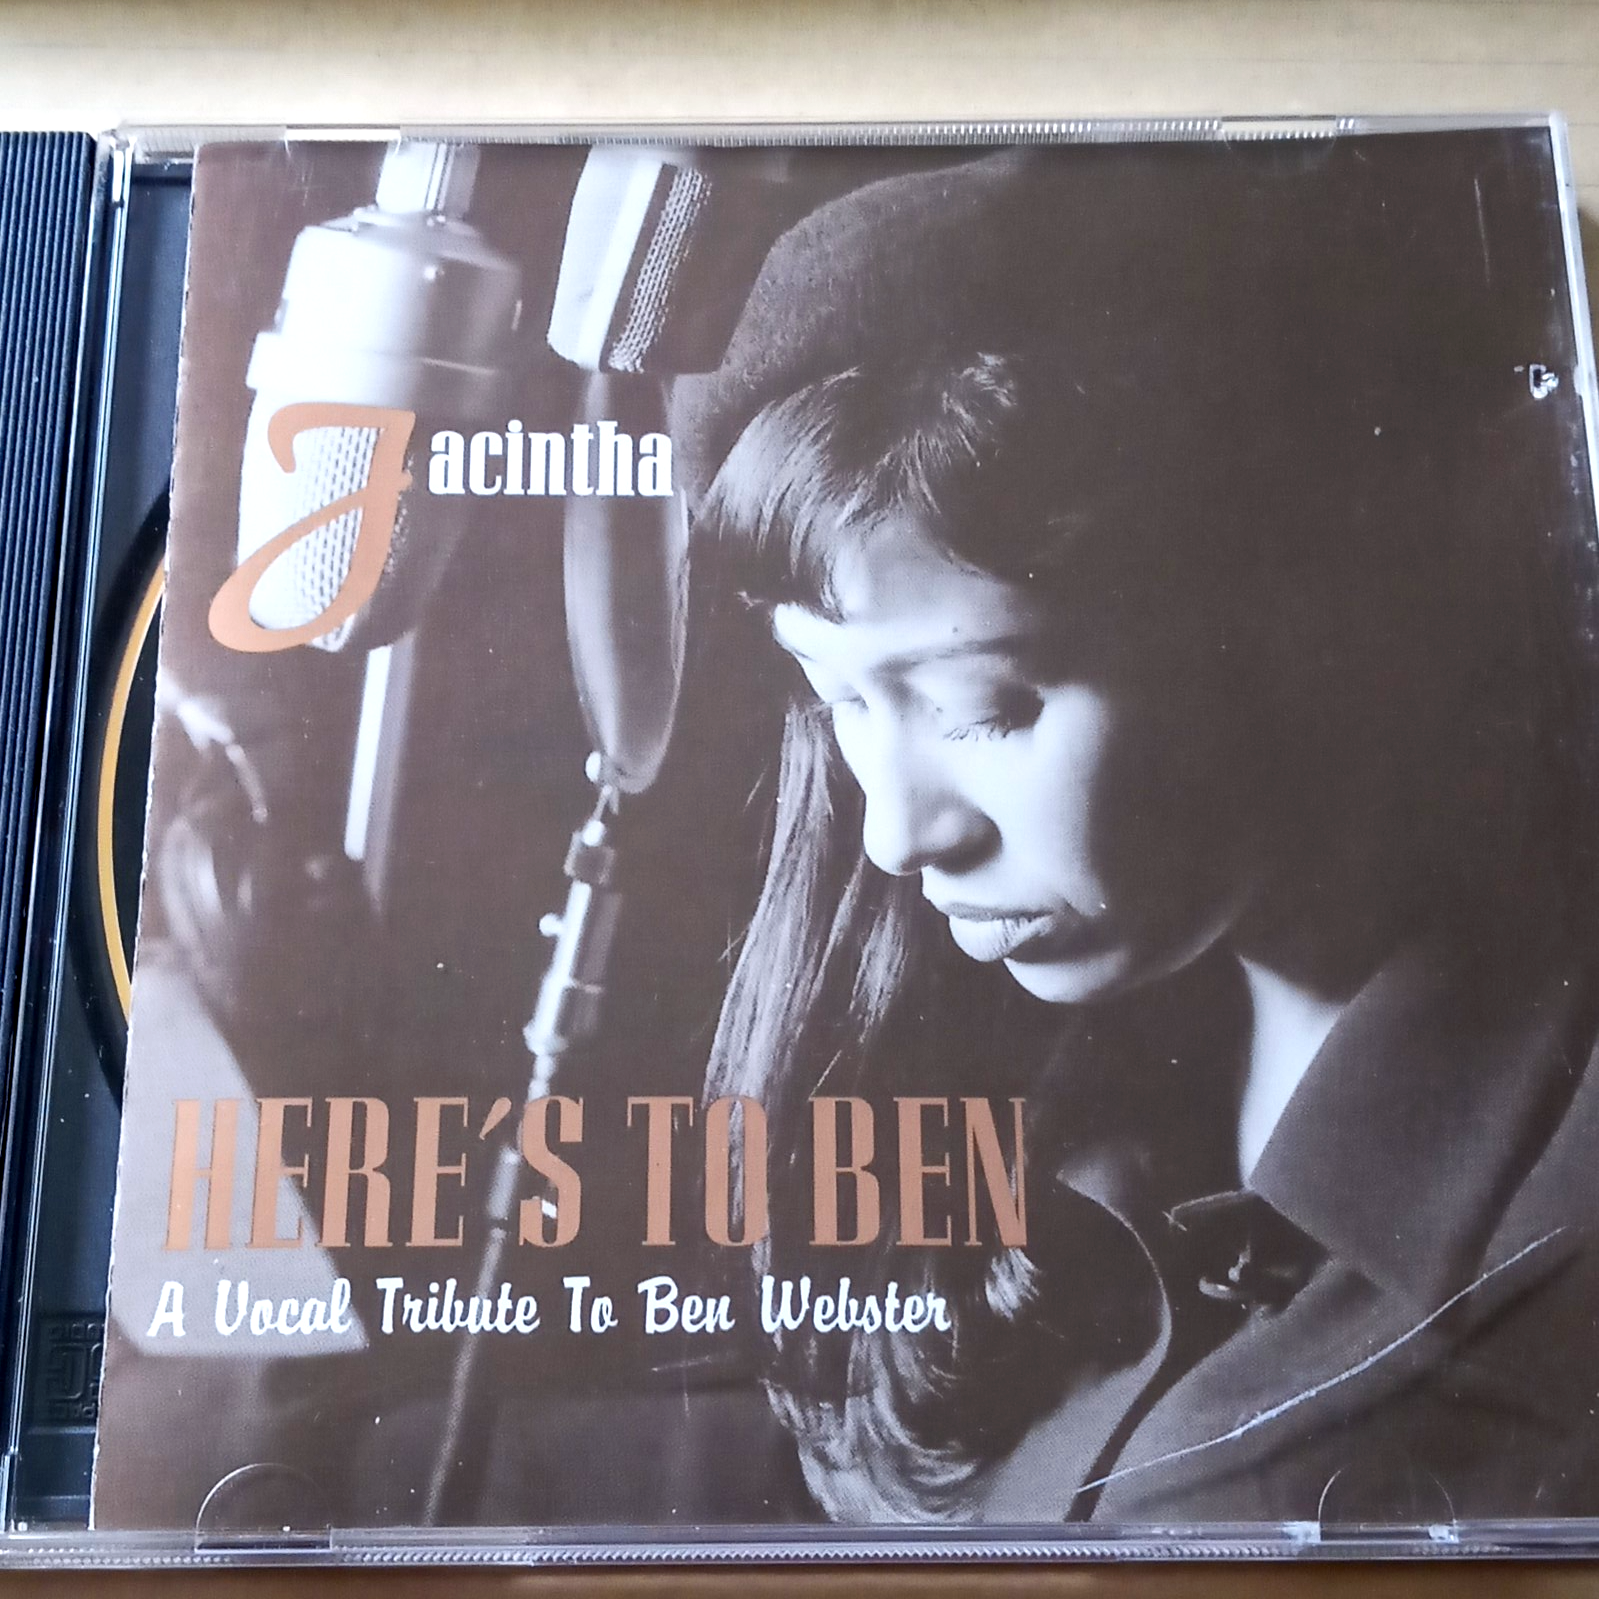 Jacintha
HERE'S TO BEN
A Vocal Tribute To Ben Webster